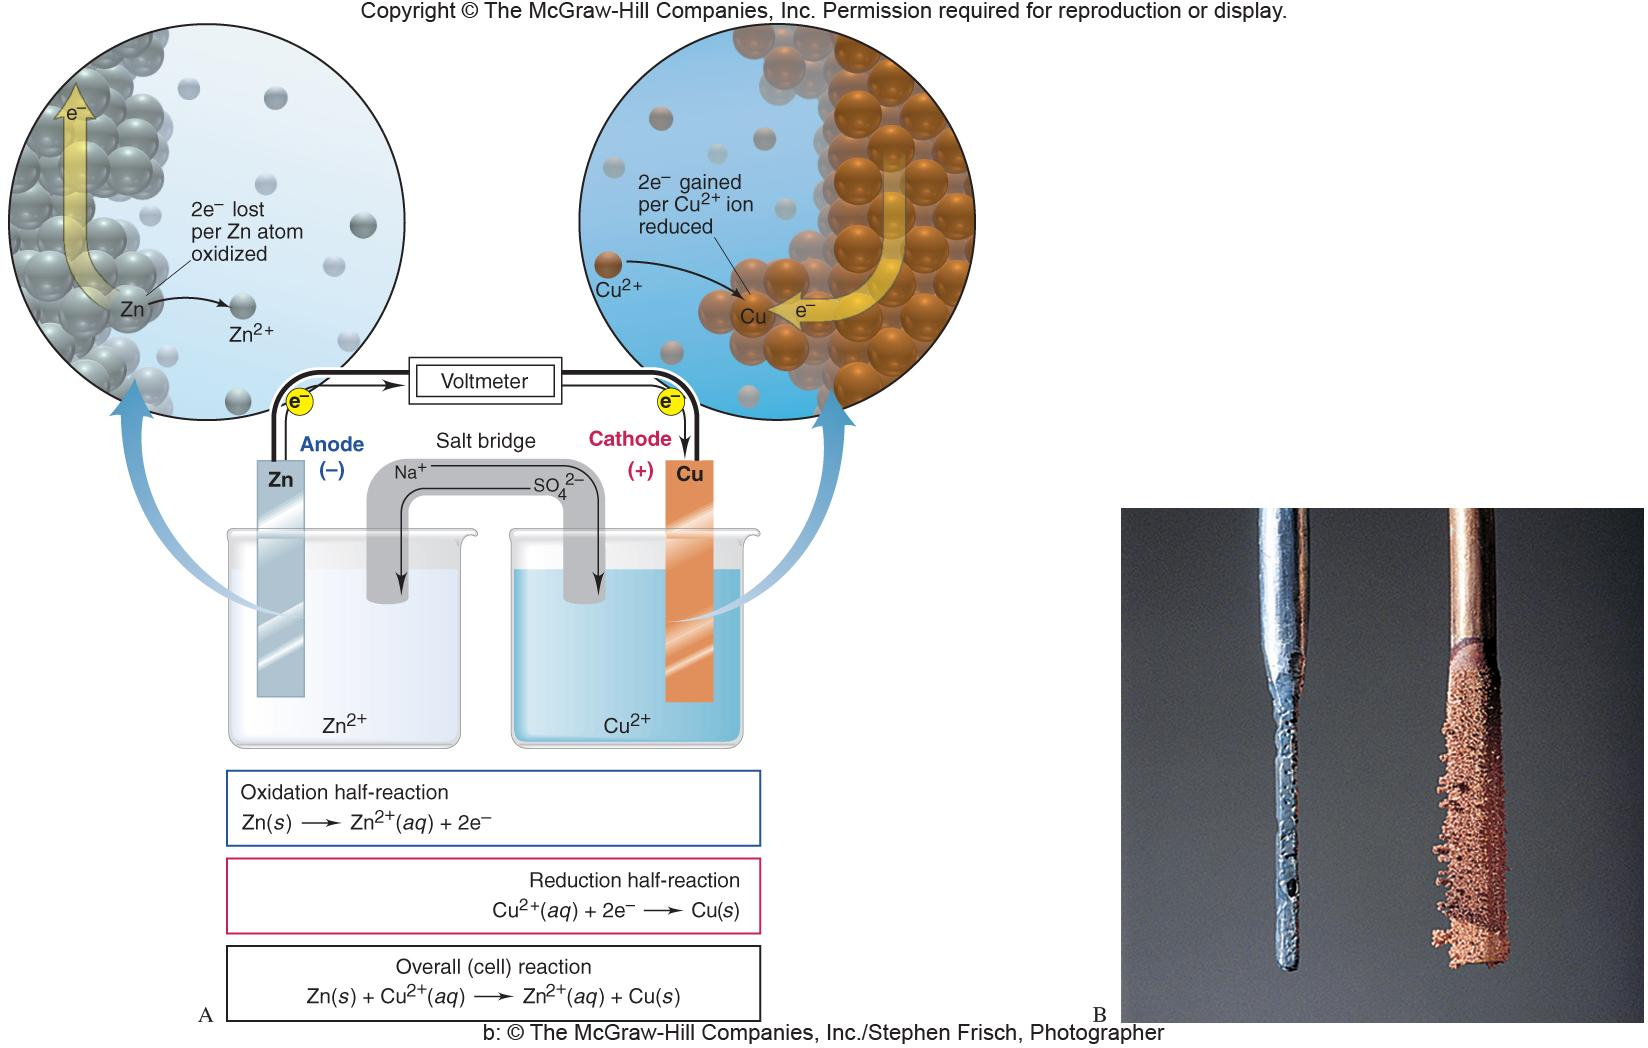 Copyright © The McGraw-Hill Companies, Inc. Permission required for reproduction or display.
e⁻
2e⁻ lost
per Zn atom
oxidized
Zn
Zn²⁺
2e⁻ gained
per Cu²⁺ ion
reduced
Cu²⁺
Cu
e⁻
Voltmeter
e⁻
e⁻
Anode
(–)
Salt bridge
Cathode
(+)
Zn
Na⁺
SO₄²⁻
Cu
Zn²⁺
Cu²⁺
Oxidation half-reaction
Zn(s) ⟶ Zn²⁺(aq) + 2e⁻
Reduction half-reaction
Cu²⁺(aq) + 2e⁻ ⟶ Cu(s)
Overall (cell) reaction
Zn(s) + Cu²⁺(aq) ⟶ Zn²⁺(aq) + Cu(s)
A
B
b: © The McGraw-Hill Companies, Inc./Stephen Frisch, Photographer